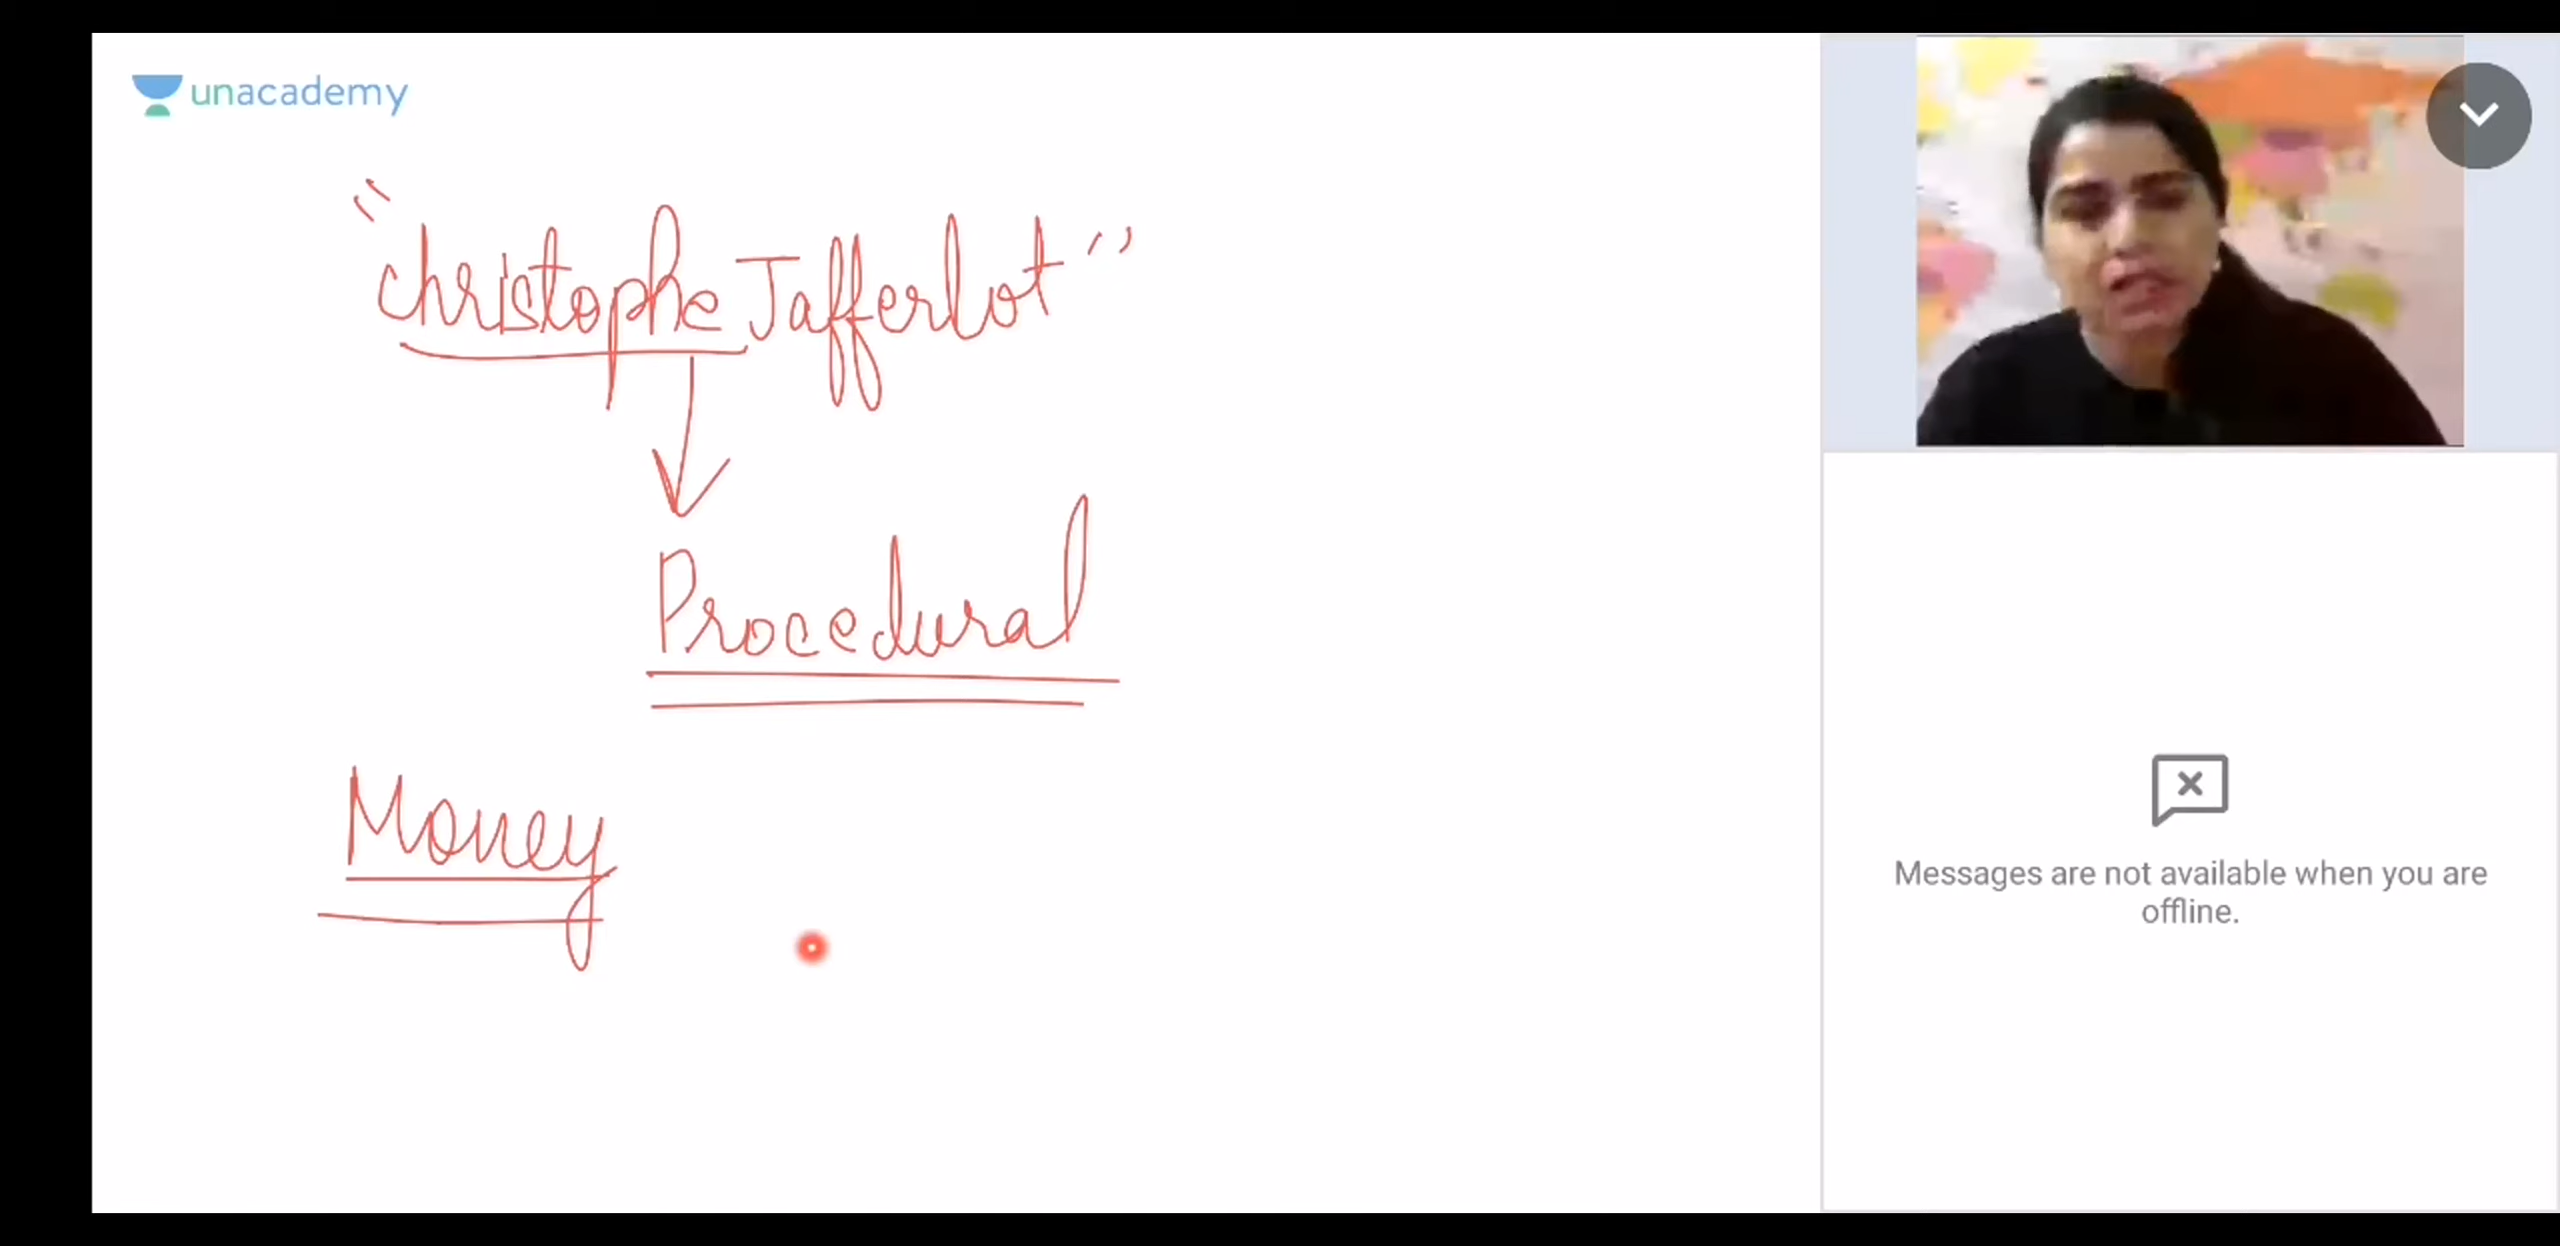 unacademy
"Christophe Jafferlot"
Procedural
Money
Messages are not available when you are
offline.